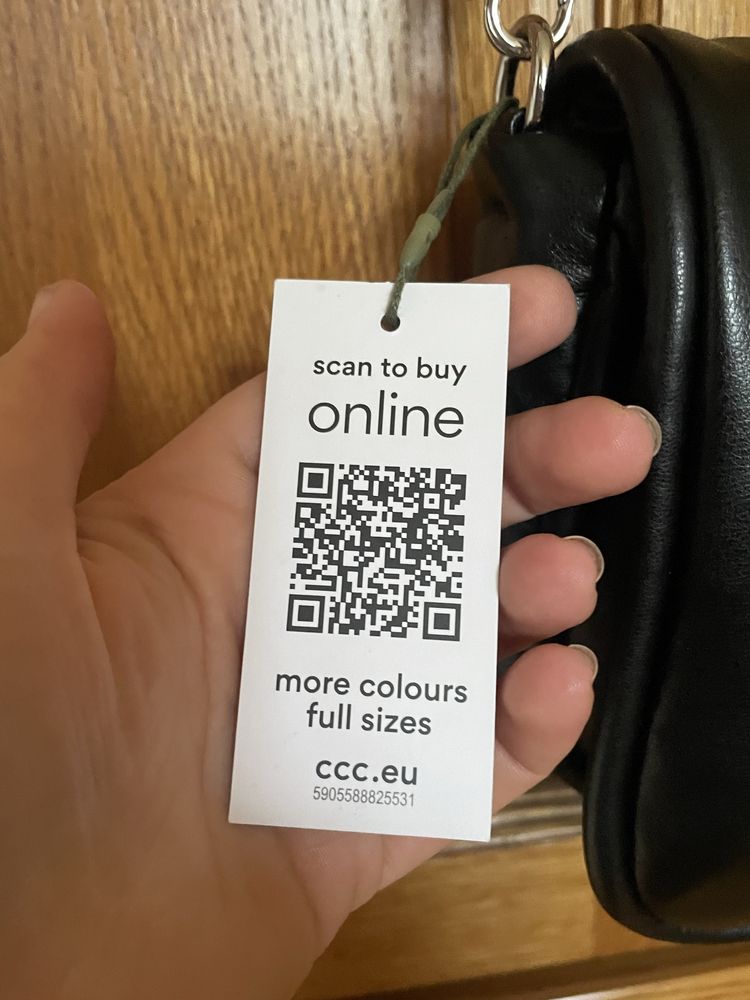 scan to buy
online
more colours
full sizes
ccc.eu
5905588825531